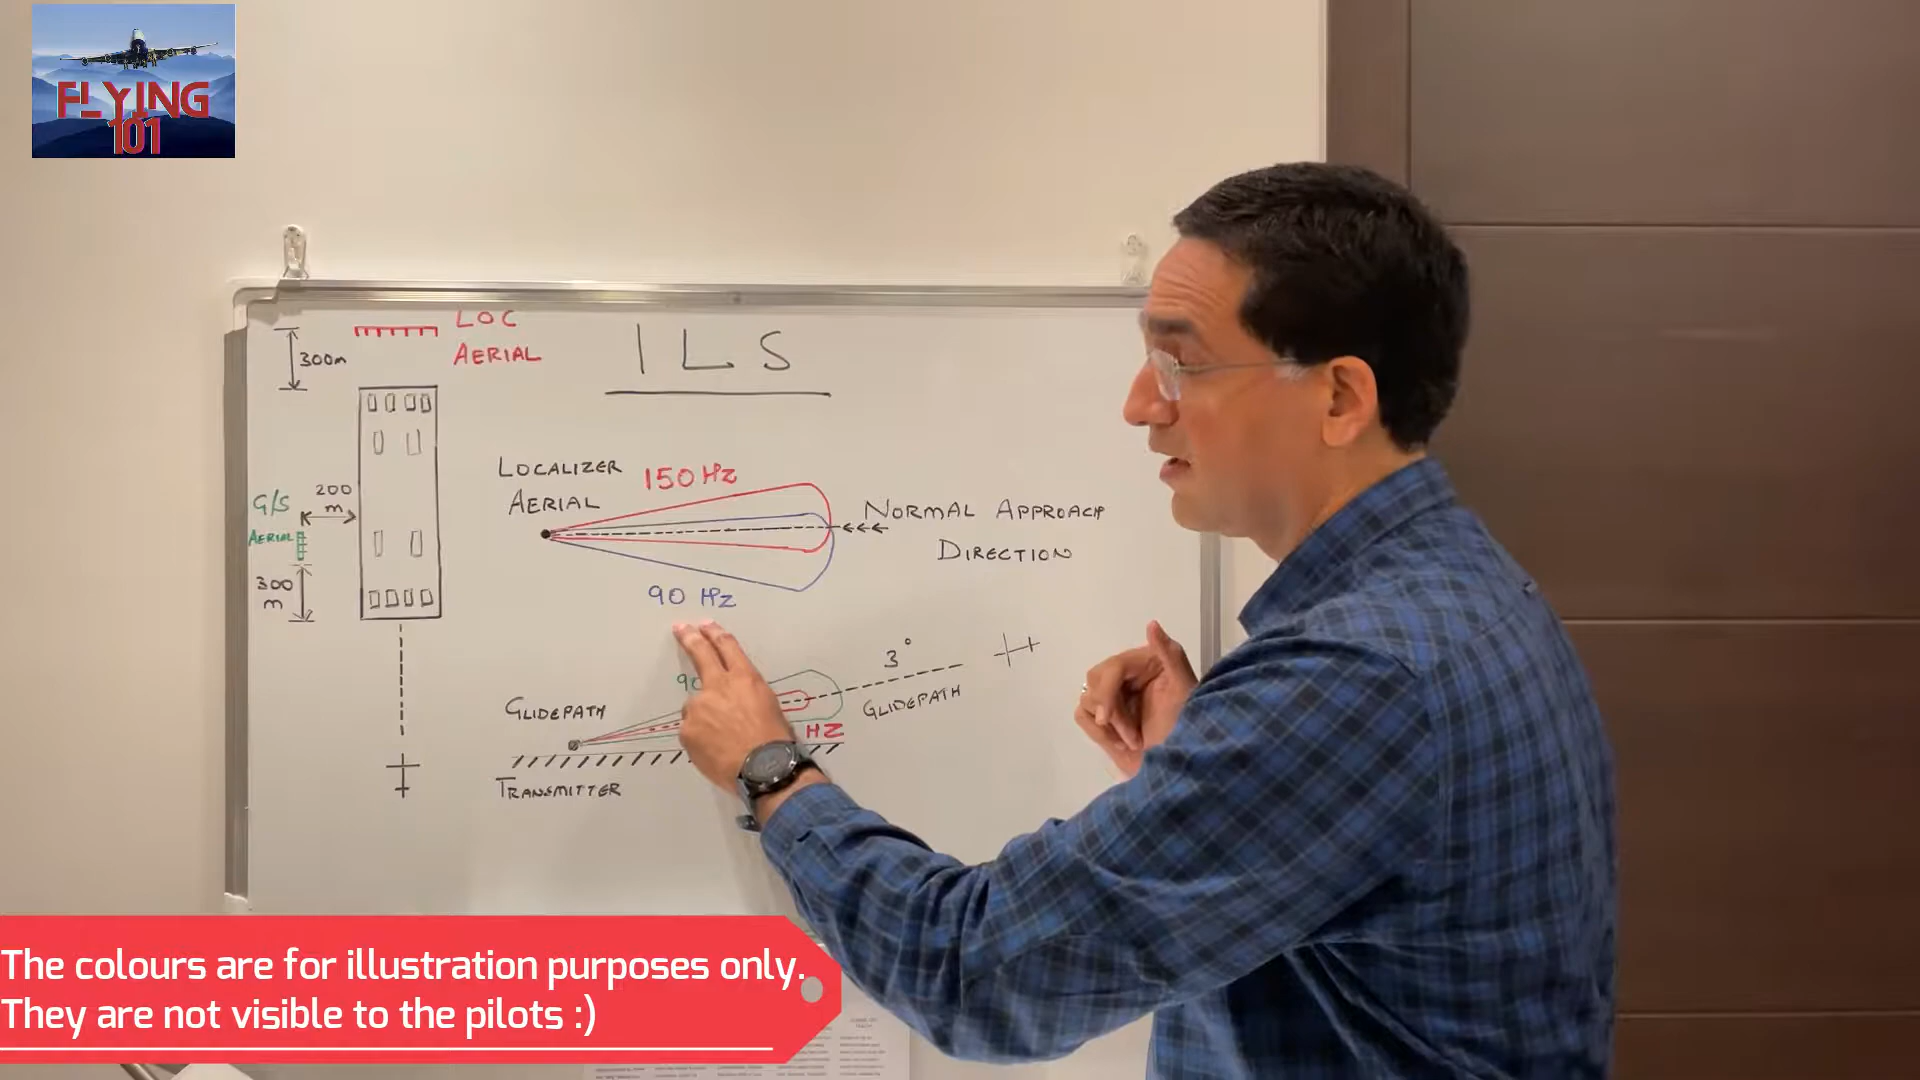 FLYING
101
LOC
AERIAL
300m
ILS
LOCALIZER
AERIAL
150 Hz
NORMAL APPROACH
DIRECTION
90 Hz
G/S
AERIAL
200
m
300
m
3°
GLIDEPATH
90
GLIDEPATH
HZ
TRANSMITTER
The colours are for illustration purposes only.
They are not visible to the pilots :)